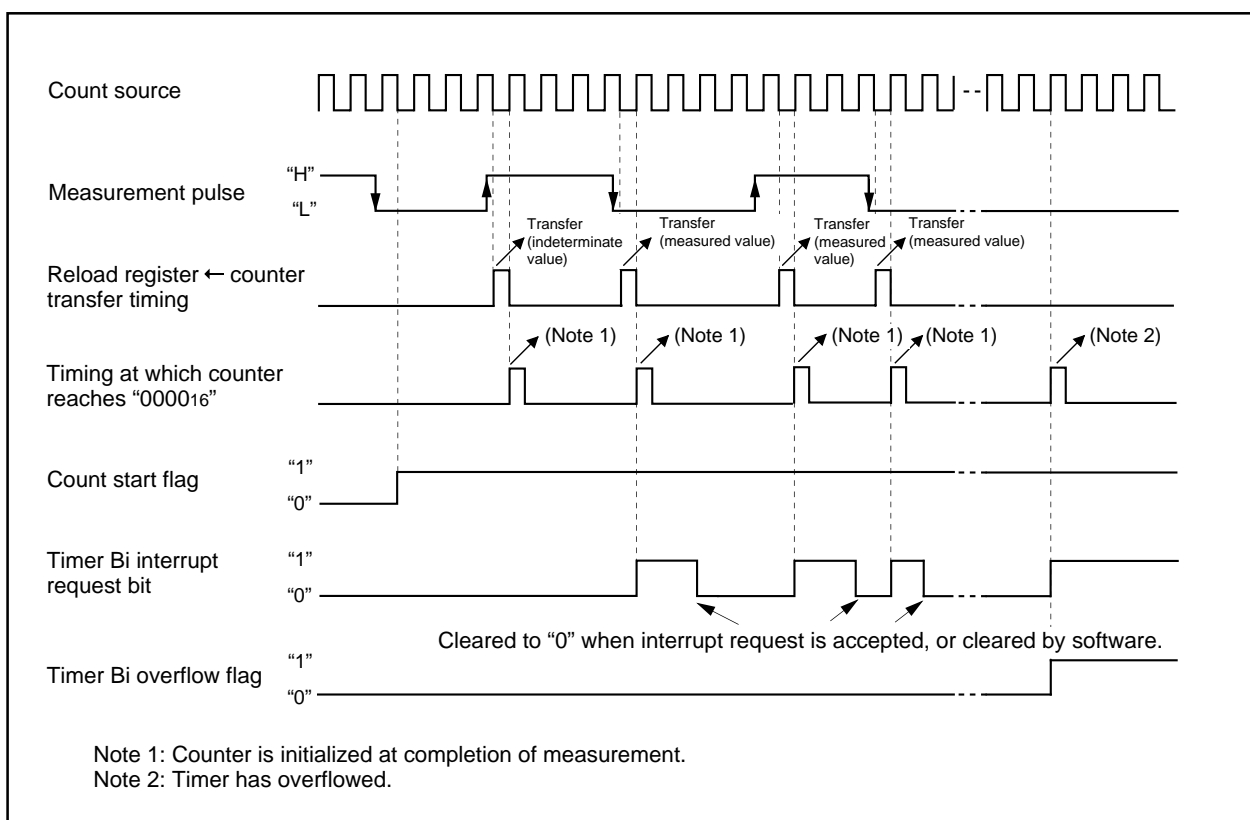 Count source
Measurement pulse
“H”
“L”
Transfer
(indeterminate
value)
Transfer
(measured value)
Transfer
(measured
value)
Transfer
(measured value)
Reload register ← counter
transfer timing
(Note 1)
(Note 1)
(Note 1)
(Note 1)
(Note 2)
Timing at which counter
reaches “000016”
Count start flag
“1”
“0”
Timer Bi interrupt
request bit
“1”
“0”
Cleared to “0” when interrupt request is accepted, or cleared by software.
Timer Bi overflow flag
“1”
“0”
Note 1: Counter is initialized at completion of measurement.
Note 2: Timer has overflowed.